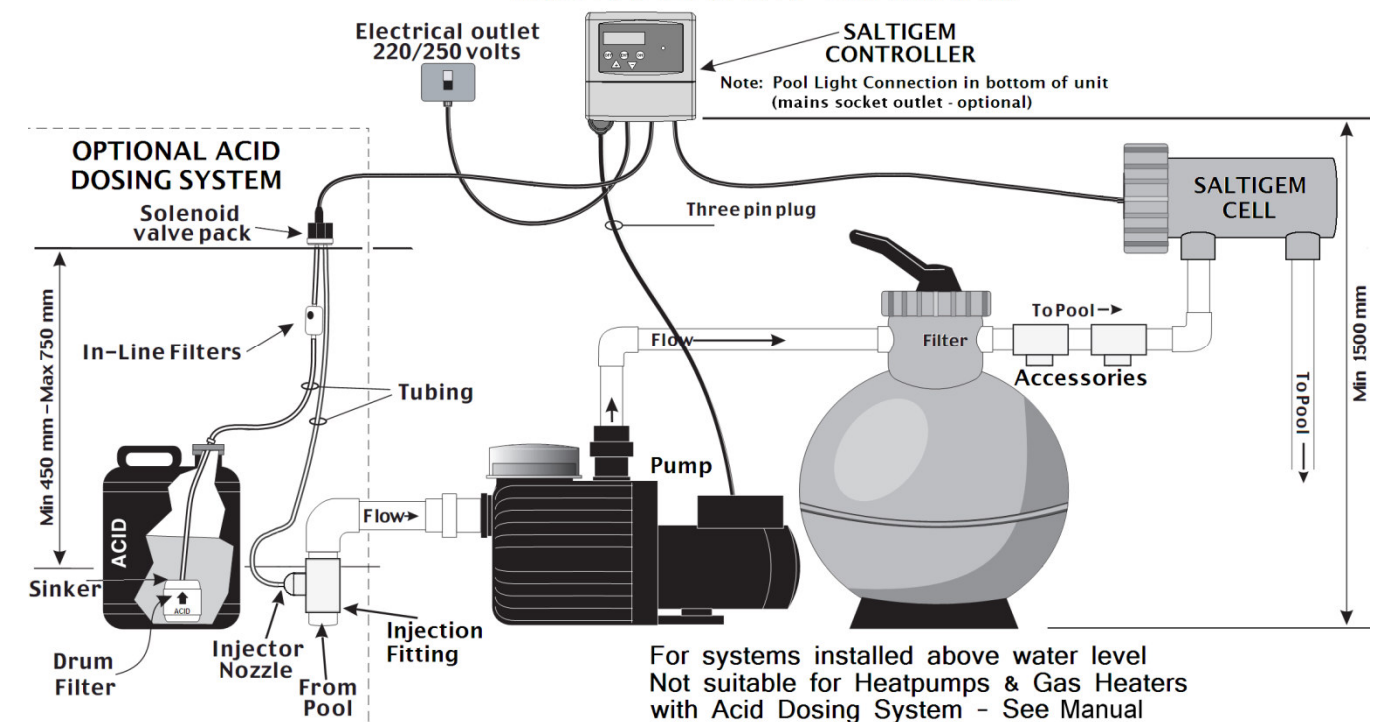 Electrical outlet
220/250 volts
SALTIGEM
CONTROLLER
Note: Pool Light Connection in bottom of unit
(mains socket outlet - optional)
OPTIONAL ACID
DOSING SYSTEM
Solenoid
valve pack
Three pin plug
SALTIGEM
CELL
Min 450 mm - Max 750 mm
In-Line Filters
Tubing
Flow
Filter
To Pool
Accessories
To Pool
Min 1500 mm
Pump
ACID
Flow
Sinker
ACID
Drum
Filter
Injector
Nozzle
From
Pool
Injection
Fitting
For systems installed above water level
Not suitable for Heatpumps & Gas Heaters
with Acid Dosing System - See Manual